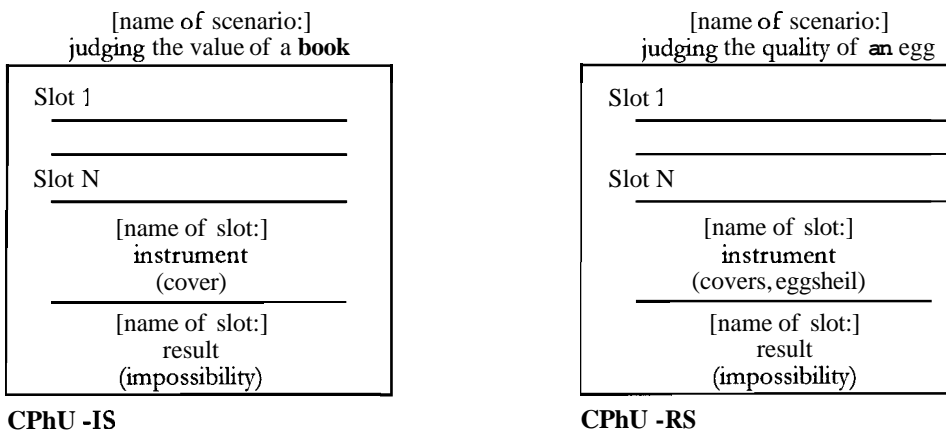 [name of scenario:]
judging the value of a book
Slot 1
Slot N
[name of slot:]
instrument
(cover)
[name of slot:]
result
(impossibility)
CPhU -IS
[name of scenario:]
judging the quality of an egg
Slot 1
Slot N
[name of slot:]
instrument
(covers, eggsheil)
[name of slot:]
result
(impossibility)
CPhU -RS